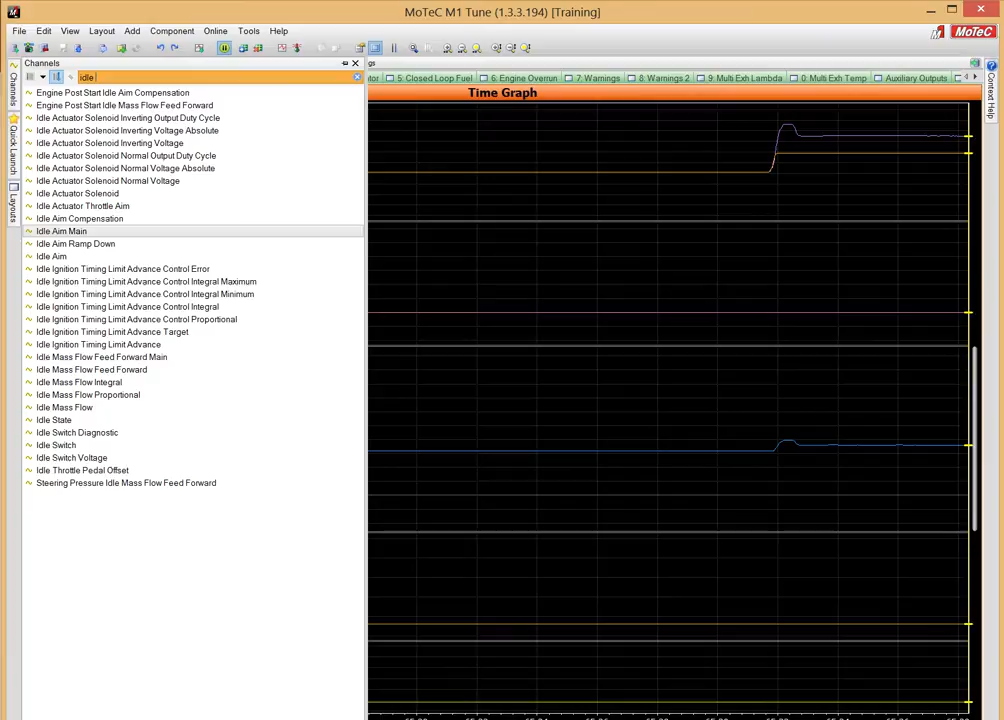 MoTeC M1 Tune (1.3.3.194) [Training]
File Edit View Layout Add Component Online Tools Help
MoTeC
Channels
idle
5: Closed Loop Fuel 6: Engine Overrun 7: Warnings 8: Warnings 2 9: Multi Exh Lambda 0: Multi Exh Temp Auxiliary Outputs
Time Graph
Channels
Quick Launch
Layouts
Context Help
Engine Post Start Idle Aim Compensation
Engine Post Start Idle Mass Flow Feed Forward
Idle Actuator Solenoid Inverting Output Duty Cycle
Idle Actuator Solenoid Inverting Voltage Absolute
Idle Actuator Solenoid Inverting Voltage
Idle Actuator Solenoid Normal Output Duty Cycle
Idle Actuator Solenoid Normal Voltage Absolute
Idle Actuator Solenoid Normal Voltage
Idle Actuator Solenoid
Idle Actuator Throttle Aim
Idle Aim Compensation
Idle Aim Main
Idle Aim Ramp Down
Idle Aim
Idle Ignition Timing Limit Advance Control Error
Idle Ignition Timing Limit Advance Control Integral Maximum
Idle Ignition Timing Limit Advance Control Integral Minimum
Idle Ignition Timing Limit Advance Control Integral
Idle Ignition Timing Limit Advance Control Proportional
Idle Ignition Timing Limit Advance Target
Idle Ignition Timing Limit Advance
Idle Mass Flow Feed Forward Main
Idle Mass Flow Feed Forward
Idle Mass Flow Integral
Idle Mass Flow Proportional
Idle Mass Flow
Idle State
Idle Switch Diagnostic
Idle Switch
Idle Switch Voltage
Idle Throttle Pedal Offset
Steering Pressure Idle Mass Flow Feed Forward